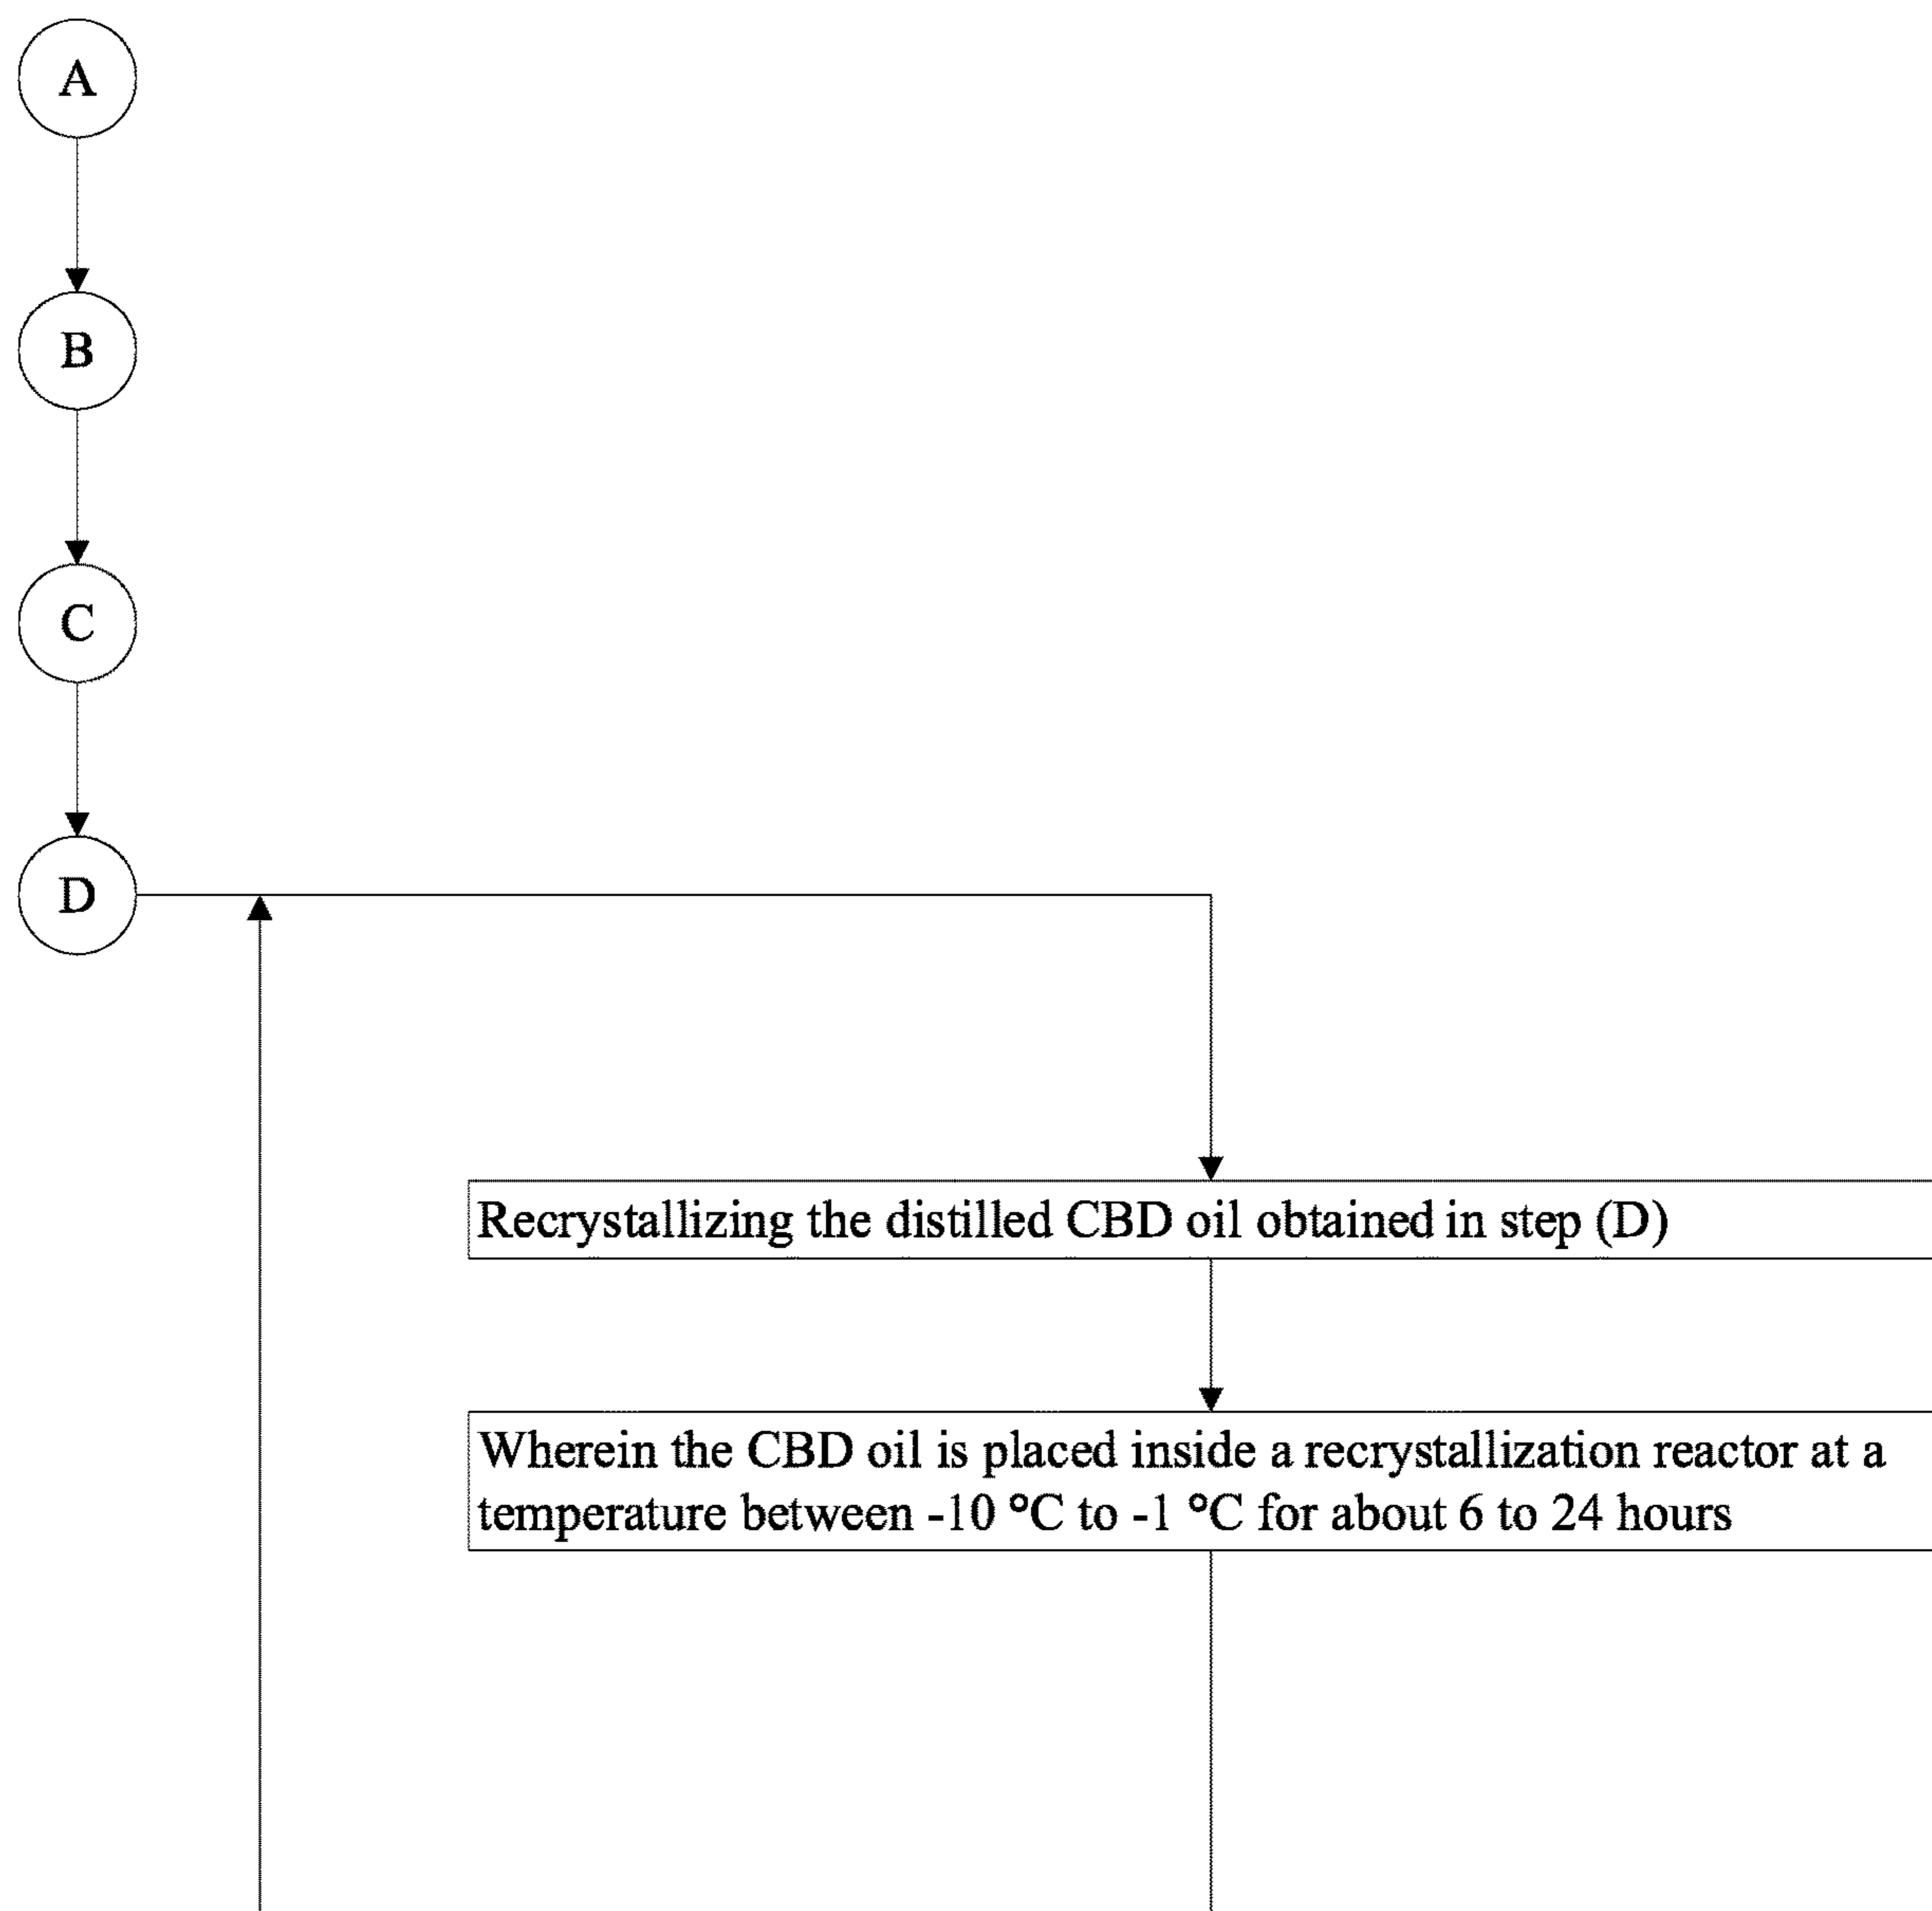 A
B
C
D
Recrystallizing the distilled CBD oil obtained in step (D)
Wherein the CBD oil is placed inside a recrystallization reactor at a
temperature between -10 °C to -1 °C for about 6 to 24 hours